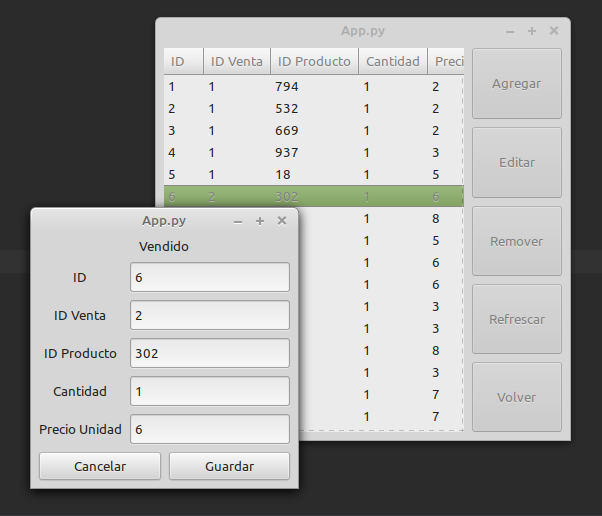 App.py
ID ID Venta ID Producto Cantidad Preci
1 1 794 1 2
2 1 532 1 2
3 1 669 1 2
4 1 937 1 3
5 1 18 1 5
6 2 302 1 6
1 8
1 5
1 6
1 6
1 3
1 3
1 8
1 3
1 7
1 7
Agregar
Editar
Remover
Refrescar
Volver
App.py
Vendido
ID 6
ID Venta 2
ID Producto 302
Cantidad 1
Precio Unidad 6
Cancelar Guardar